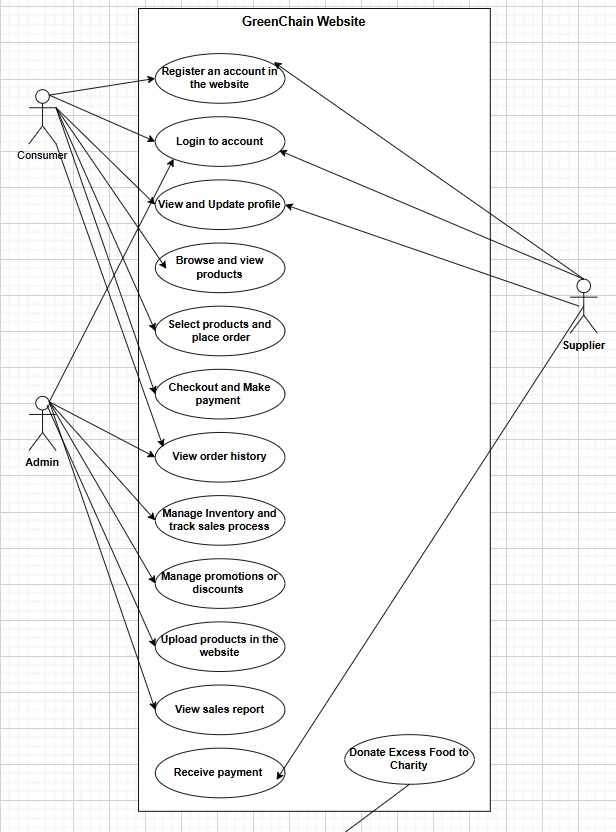 GreenChain Website
Register an account in
the website
Login to account
Consumer
View and Update profile
Browse and view
products
Select products and
place order
Supplier
Checkout and Make
payment
Admin
View order history
Manage Inventory and
track sales process
Manage promotions or
discounts
Upload products in the
website
View sales report
Donate Excess Food to
Charity
Receive payment